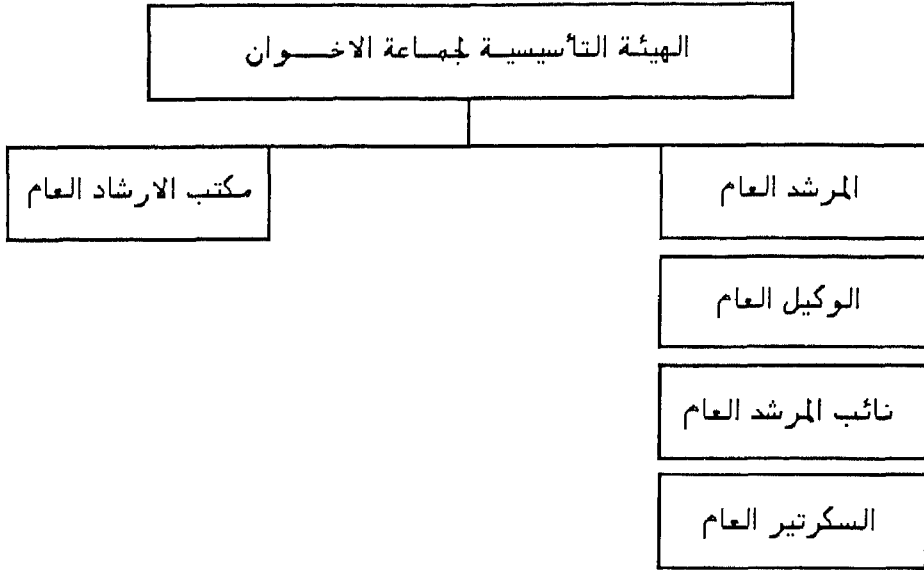 الهيئة التأسيسية لجماعة الاخوان
المرشد العام
مكتب الارشاد العام
الوكيل العام
نائب المرشد العام
السكرتير العام